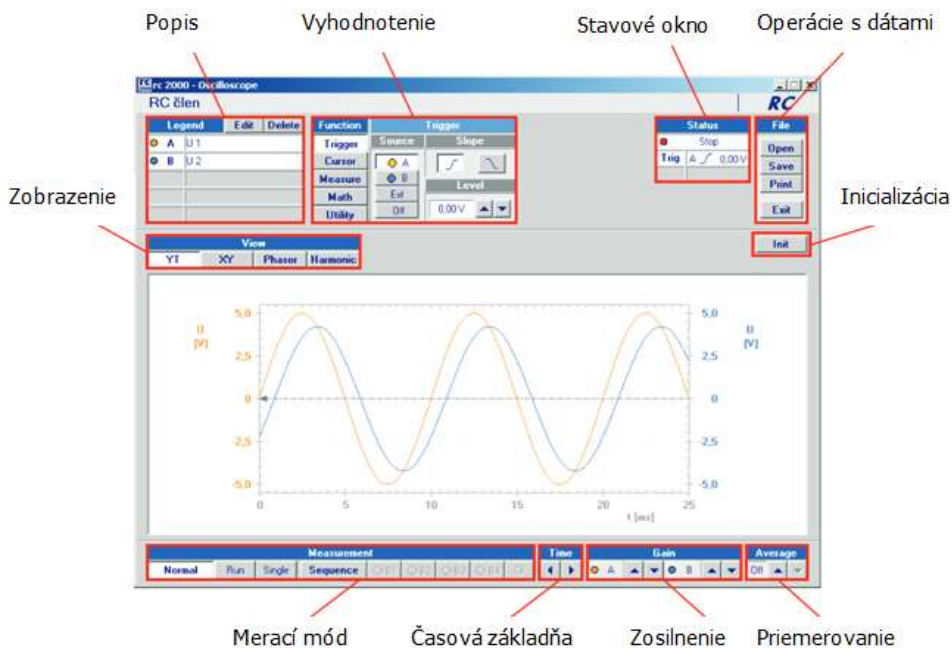 Popis
Vyhodnotenie
Stavové okno
Operácie s dátami
rc 2000 - Oscilloscope
RC člen
RC
Legend Edit Delete
A U 1
B U 2
Function Trigger
Trigger
Cursor
Measure
Math
Utility
Source
A
B
Ext
Off
Slope
Level
0,00 V
Status
Stop
Trig A 0,00 V
File
Open
Save
Print
Exit
Zobrazenie
Inicializácia
View
YT XY Phasor Harmonic
Init
U
[V]
5,0
2,5
0
-2,5
-5,0
5,0
2,5
0
-2,5
-5,0
U
[V]
0 5 10 15 20 25
t [ms]
Measurement
Normal Run Single Sequence
Time
Gain
A B
Average
Off
Merací mód
Časová základňa
Zosilnenie
Priemerovanie